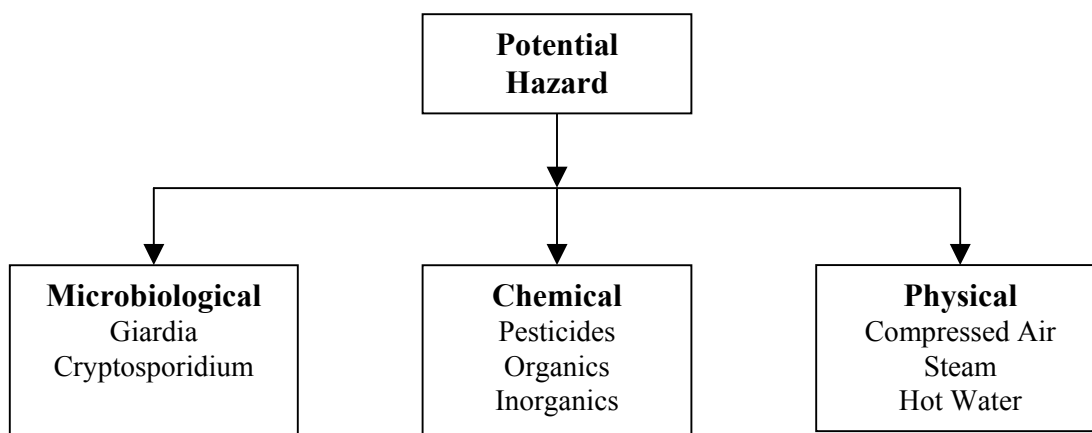 Potential
Hazard
Microbiological
Giardia
Cryptosporidium
Chemical
Pesticides
Organics
Inorganics
Physical
Compressed Air
Steam
Hot Water